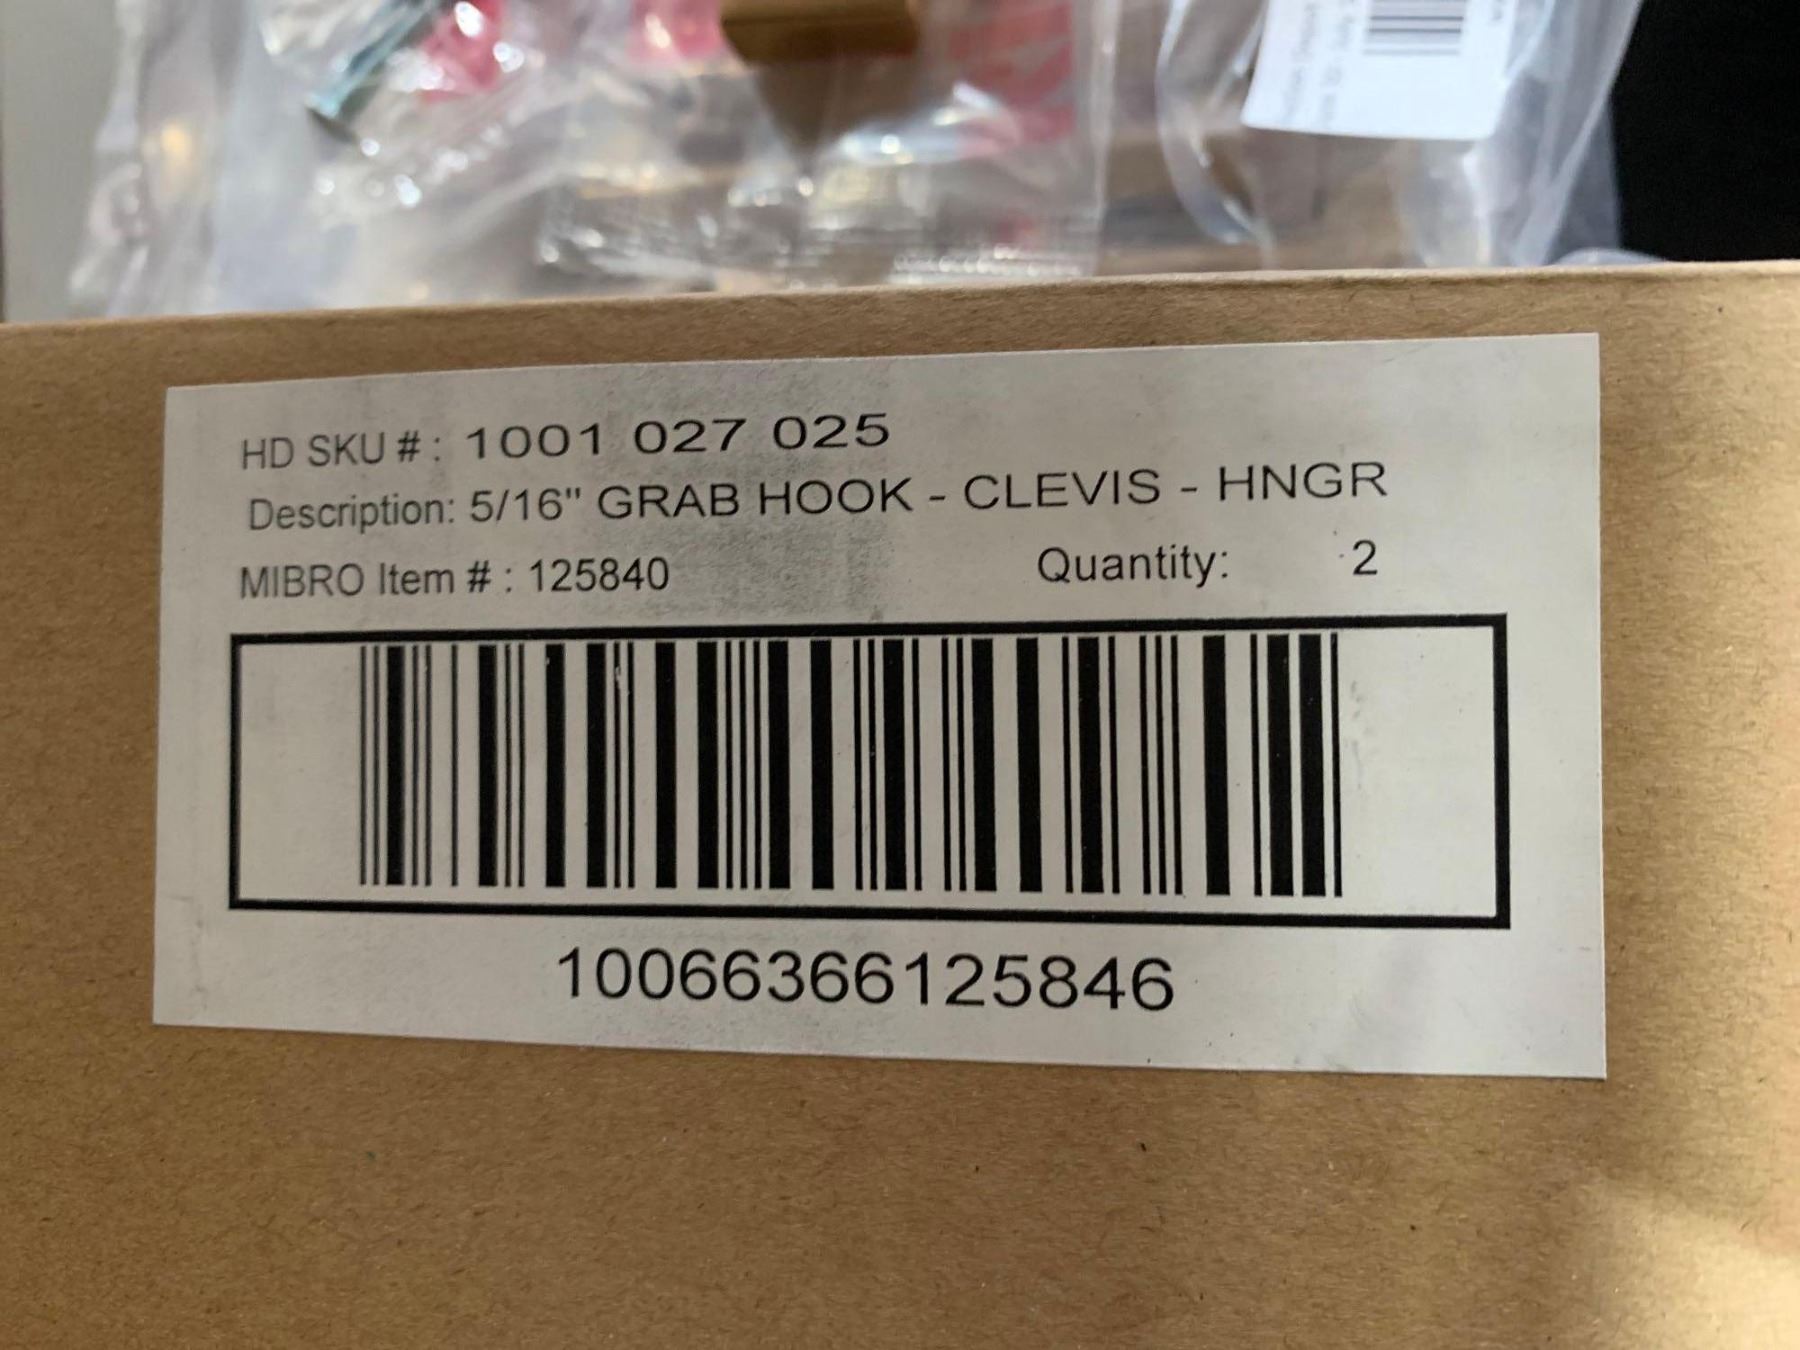 HD SKU # : 1001 027 025
Description: 5/16" GRAB HOOK - CLEVIS - HNGR
MIBRO Item # : 125840 Quantity: 2
10066366125846